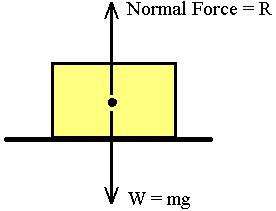 Normal Force = R
W = mg